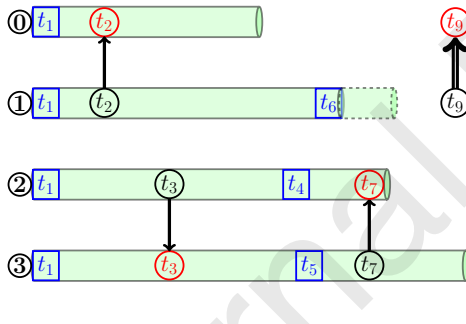 ⓪ t₁ t₂ t₉
① t₁ t₂ t₆ t₉
② t₁ t₃ t₄ t₇
③ t₁ t₃ t₅ t₇